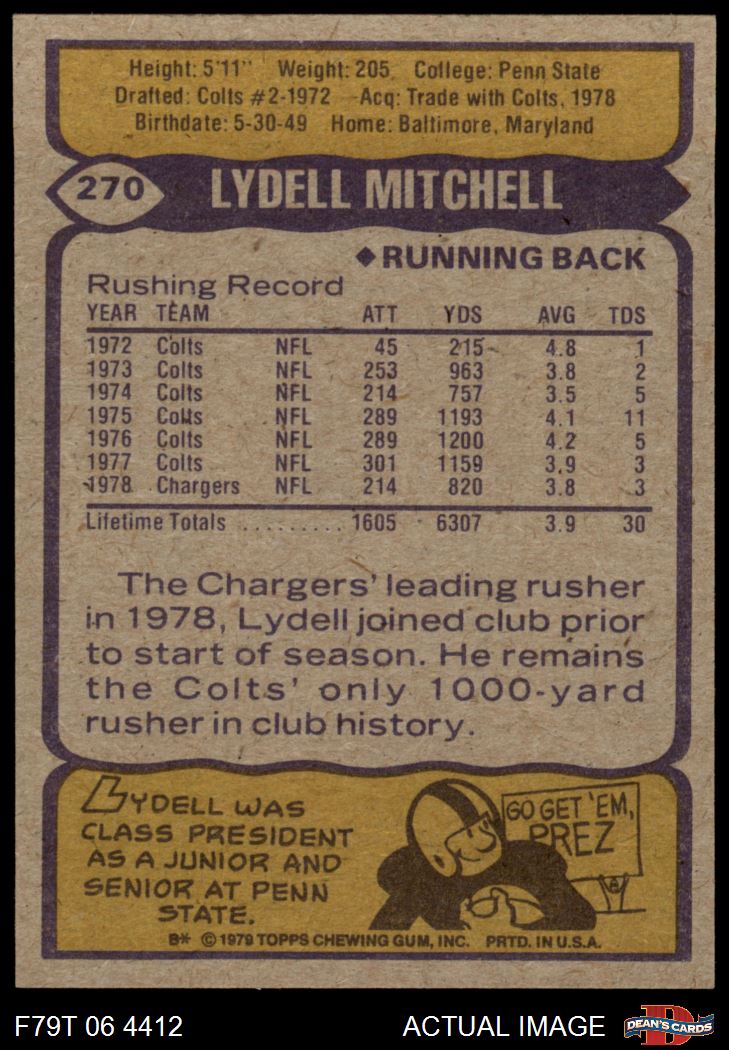 Height: 5'11" Weight: 205 College: Penn State
Drafted: Colts #2-1972 Acq: Trade with Colts, 1978
Birthdate: 5-30-49 Home: Baltimore, Maryland
270 LYDELL MITCHELL
◆RUNNING BACK
Rushing Record
YEAR TEAM ATT YDS AVG TDS
1972 Colts NFL 45 215 4.8 1
1973 Colts NFL 253 963 3.8 2
1974 Colts NFL 214 757 3.5 5
1975 Colts NFL 289 1193 4.1 11
1976 Colts NFL 289 1200 4.2 5
1977 Colts NFL 301 1159 3.9 3
1978 Chargers NFL 214 820 3.8 3
Lifetime Totals ......... 1605 6307 3.9 30
The Chargers' leading rusher
in 1978, Lydell joined club prior
to start of season. He remains
the Colts' only 1000-yard
rusher in club history.
LYDELL WAS
CLASS PRESIDENT
AS A JUNIOR AND
SENIOR AT PENN
STATE.
GO GET 'EM,
PREZ
B* © 1979 TOPPS CHEWING GUM, INC. PRTD. IN U.S.A.
F79T 06 4412 ACTUAL IMAGE D DEAN'S CARDS